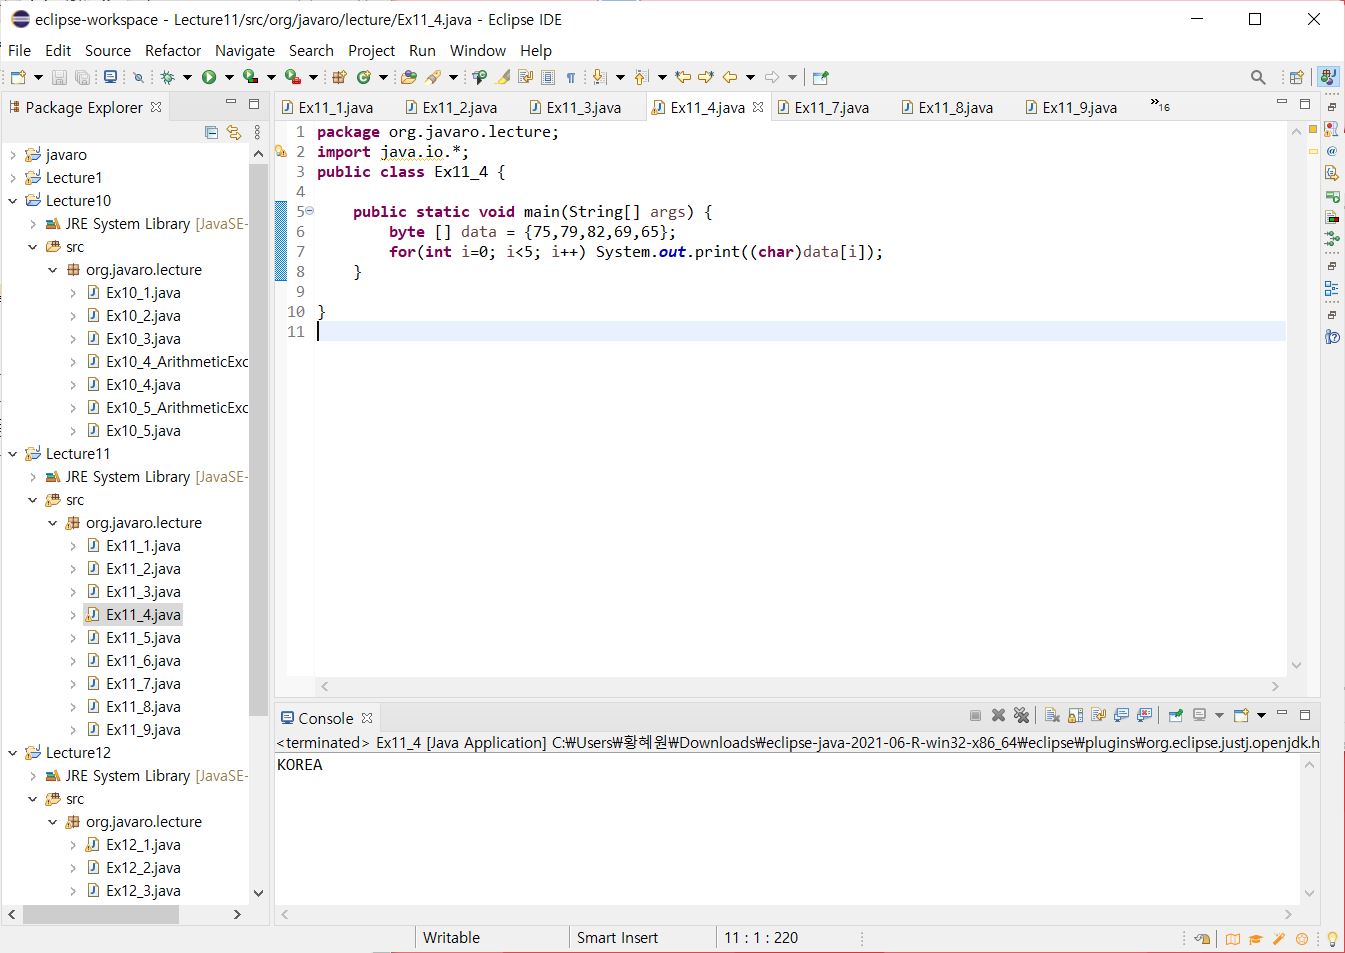 eclipse-workspace - Lecture11/src/org/javaro/lecture/Ex11_4.java - Eclipse IDE
File Edit Source Refactor Navigate Search Project Run Window Help
Package Explorer
javaro
Lecture1
Lecture10
JRE System Library [JavaSE-
src
org.javaro.lecture
Ex10_1.java
Ex10_2.java
Ex10_3.java
Ex10_4_ArithmeticExc
Ex10_4.java
Ex10_5_ArithmeticExc
Ex10_5.java
Lecture11
JRE System Library [JavaSE-
src
org.javaro.lecture
Ex11_1.java
Ex11_2.java
Ex11_3.java
Ex11_4.java
Ex11_5.java
Ex11_6.java
Ex11_7.java
Ex11_8.java
Ex11_9.java
Lecture12
JRE System Library [JavaSE-
src
org.javaro.lecture
Ex12_1.java
Ex12_2.java
Ex12_3.java
Ex11_1.java Ex11_2.java Ex11_3.java Ex11_4.java Ex11_7.java Ex11_8.java Ex11_9.java »16
1 package org.javaro.lecture;
2 import java.io.*;
3 public class Ex11_4 {
4
5 public static void main(String[] args) {
6 byte [] data = {75,79,82,69,65};
7 for(int i=0; i<5; i++) System.out.print((char)data[i]);
8 }
9
10 }
11
Console
<terminated> Ex11_4 [Java Application] C:₩Users₩황혜원₩Downloads₩eclipse-java-2021-06-R-win32-x86_64₩eclipse₩plugins₩org.eclipse.justj.openjdk.h
KOREA
Writable Smart Insert 11 : 1 : 220